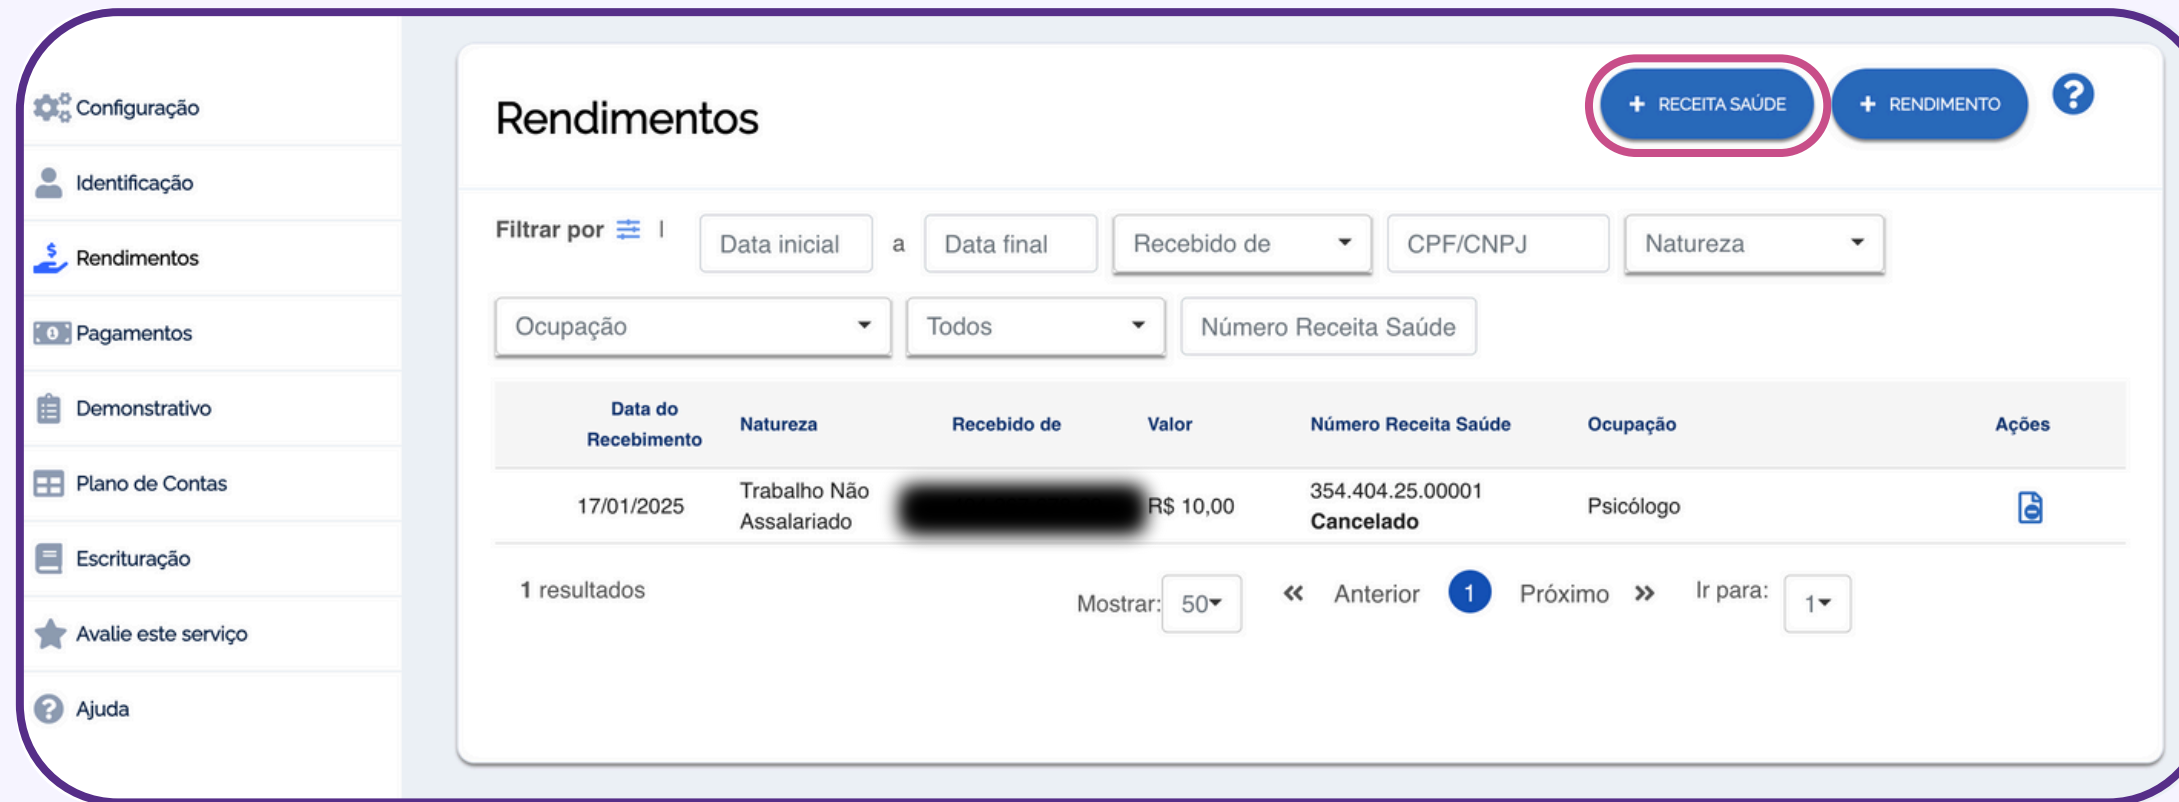 Configuração
Identificação
Rendimentos
Pagamentos
Demonstrativo
Plano de Contas
Escrituração
Avalie este serviço
Ajuda
Rendimentos
+ RECEITA SAÚDE
+ RENDIMENTO
?
Filtrar por |
Data inicial a Data final Recebido de CPF/CNPJ Natureza
Ocupação Todos Número Receita Saúde
Data do Recebimento Natureza Recebido de Valor Número Receita Saúde Ocupação Ações
17/01/2025 Trabalho Não Assalariado R$ 10,00 354.404.25.00001 Cancelado Psicólogo
1 resultados Mostrar: 50 « Anterior 1 Próximo » Ir para: 1